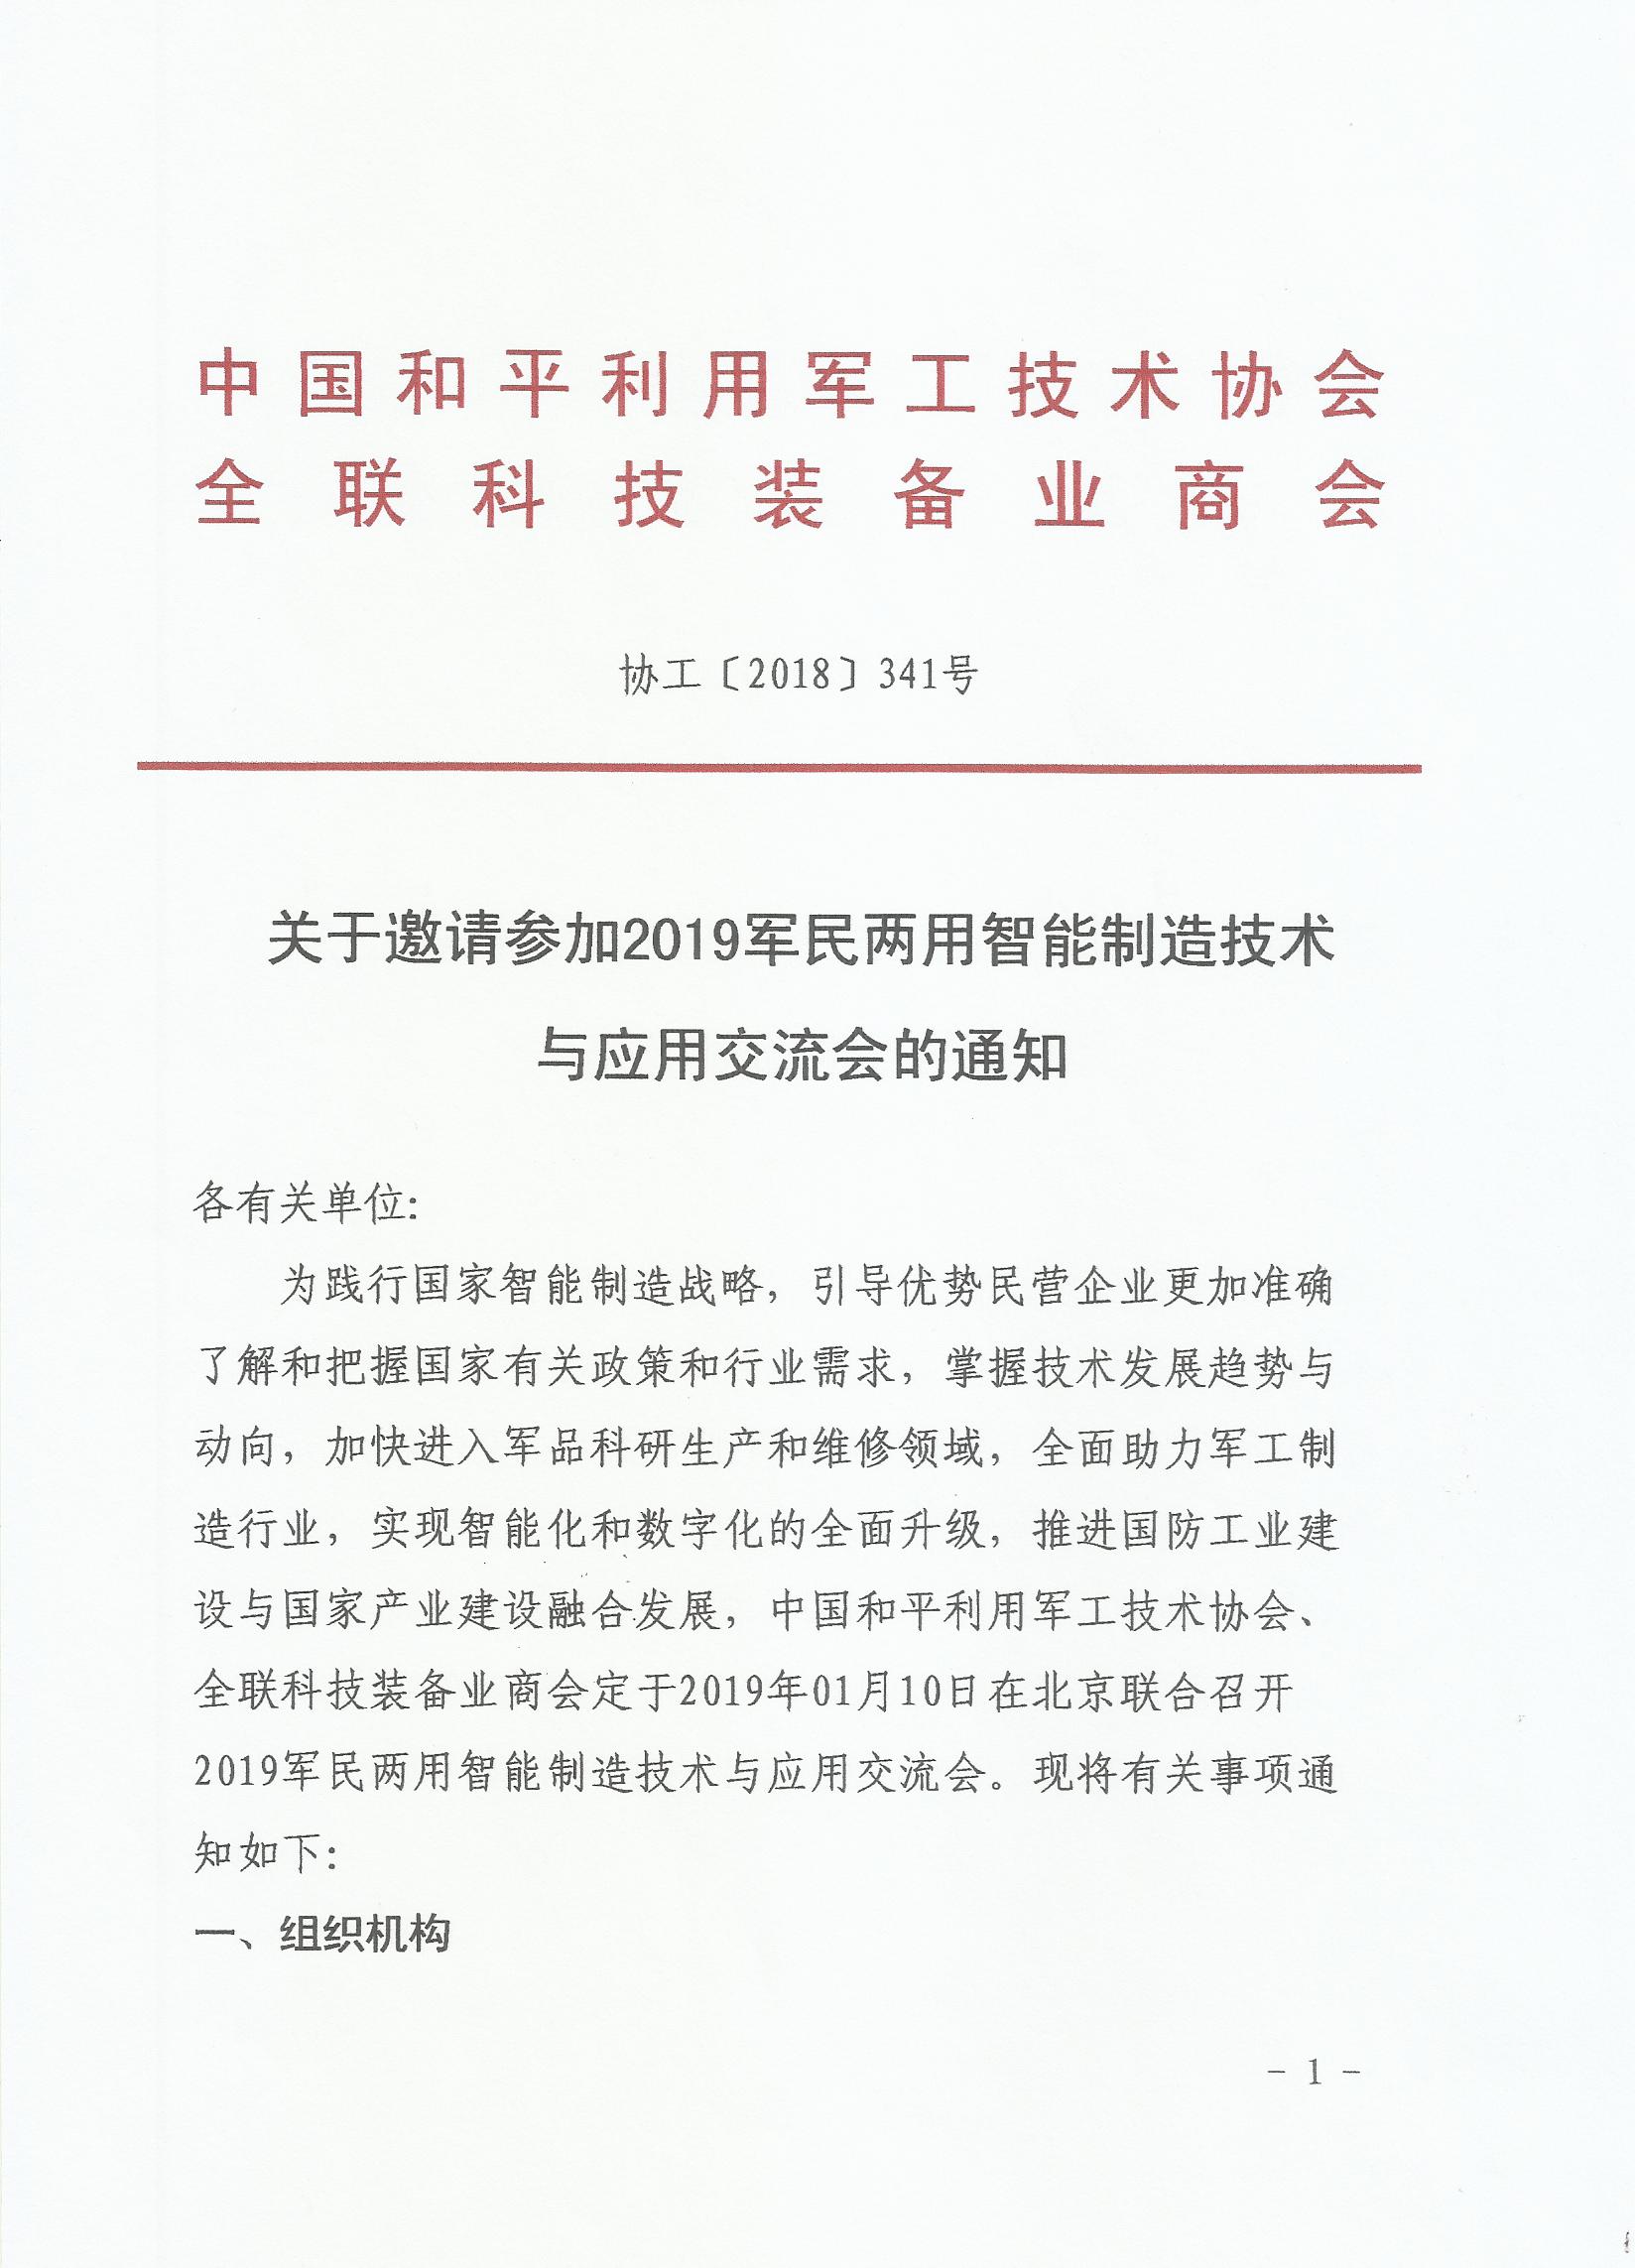 中国和平利用军工技术协会
全联科技装备业商会
协工〔2018〕341号
关于邀请参加2019军民两用智能制造技术
与应用交流会的通知
各有关单位:
为践行国家智能制造战略，引导优势民营企业更加准确
了解和把握国家有关政策和行业需求，掌握技术发展趋势与
动向，加快进入军品科研生产和维修领域，全面助力军工制
造行业，实现智能化和数字化的全面升级，推进国防工业建
设与国家产业建设融合发展，中国和平利用军工技术协会、
全联科技装备业商会定于2019年01月10日在北京联合召开
2019军民两用智能制造技术与应用交流会。现将有关事项通
知如下:
一、组织机构
- 1 -